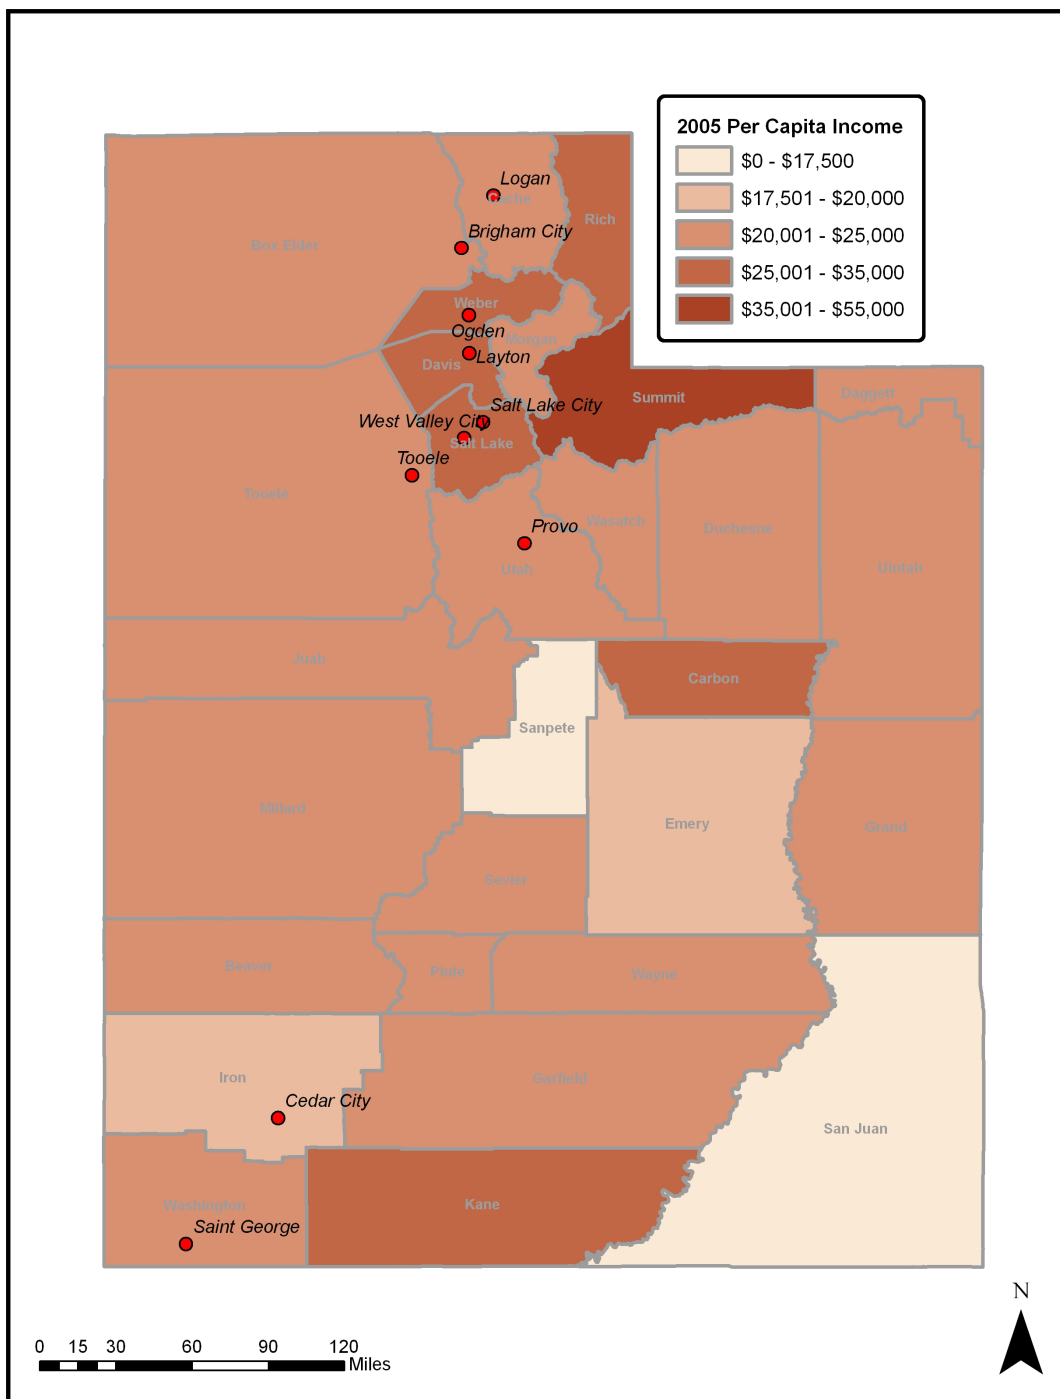 2005 Per Capita Income
$0 - $17,500
$17,501 - $20,000
$20,001 - $25,000
$25,001 - $35,000
$35,001 - $55,000
Logan
Cache
Rich
Brigham City
Box Elder
Weber
Ogden
Morgan
Layton
Davis
Summit
Daggett
Salt Lake City
West Valley City
Salt Lake
Tooele
Tooele
Wasatch
Provo
Duchesne
Utah
Uintah
Juab
Carbon
Sanpete
Millard
Emery
Grand
Sevier
Beaver
Piute
Wayne
Iron
Garfield
Cedar City
San Juan
Washington
Kane
Saint George
N
0 15 30 60 90 120
Miles